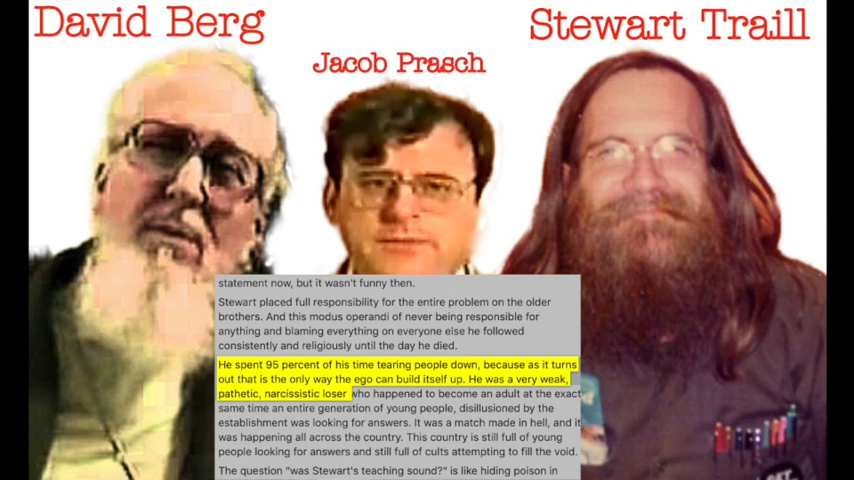 David Berg
Stewart Traill
Jacob Prasch
statement now, but it wasn't funny then.
Stewart placed full responsibility for the entire problem on the older
brothers. And this modus operandi of never being responsible for
anything and blaming everything on everyone else he followed
consistently and religiously until the day he died.
He spent 95 percent of his time tearing people down, because as it turns
out that is the only way the ego can build itself up. He was a very weak,
pathetic, narcissistic loser who happened to become an adult at the exact
same time an entire generation of young people, disillusioned by the
establishment was looking for answers. It was a match made in hell, and it
was happening all across the country. This country is still full of young
people looking for answers and still full of cults attempting to fill the void.
The question "was Stewart's teaching sound?" is like hiding poison in